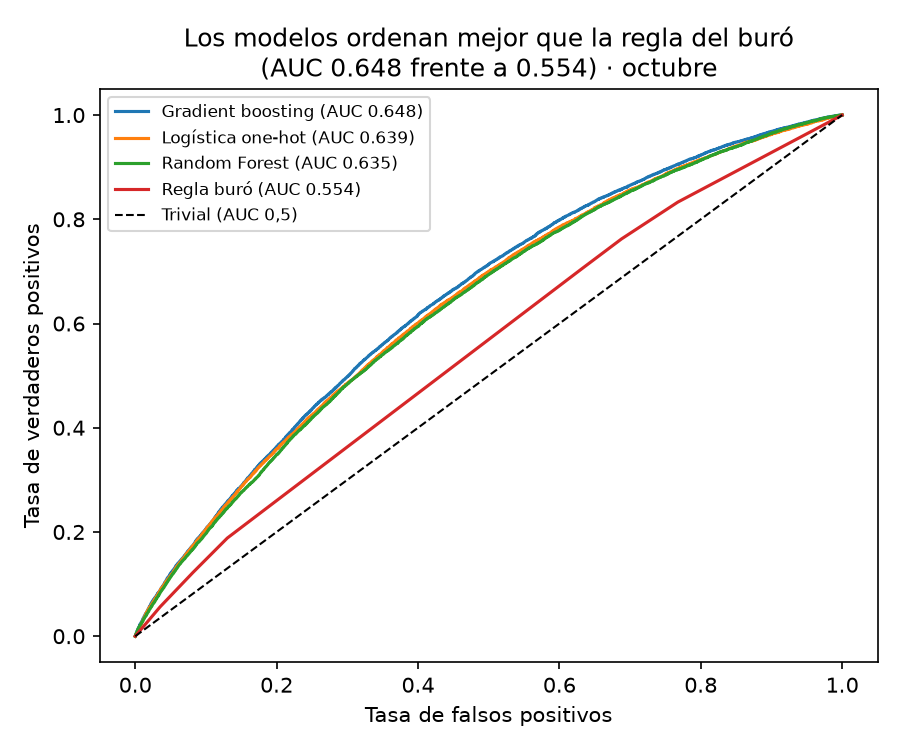 Los modelos ordenan mejor que la regla del buró
(AUC 0.648 frente a 0.554) · octubre
Gradient boosting (AUC 0.648)
Logística one-hot (AUC 0.639)
Random Forest (AUC 0.635)
Regla buró (AUC 0.554)
Trivial (AUC 0,5)
Tasa de verdaderos positivos
1.0
0.8
0.6
0.4
0.2
0.0
0.0 0.2 0.4 0.6 0.8 1.0
Tasa de falsos positivos